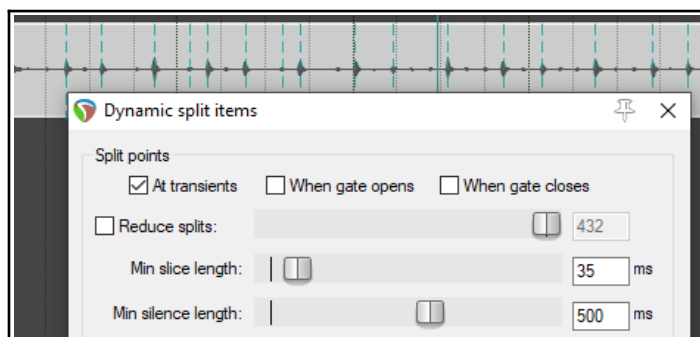 Dynamic split items
Split points
At transients When gate opens When gate closes
Reduce splits: 432
Min slice length: 35 ms
Min silence length: 500 ms